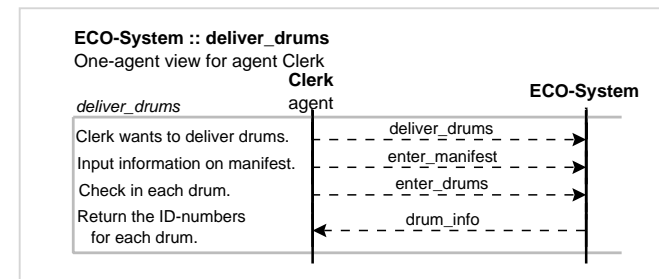 ECO-System :: deliver_drums
One-agent view for agent Clerk
Clerk
agent
ECO-System
deliver_drums
Clerk wants to deliver drums.
deliver_drums
Input information on manifest.
enter_manifest
Check in each drum.
enter_drums
Return the ID-numbers
for each drum.
drum_info